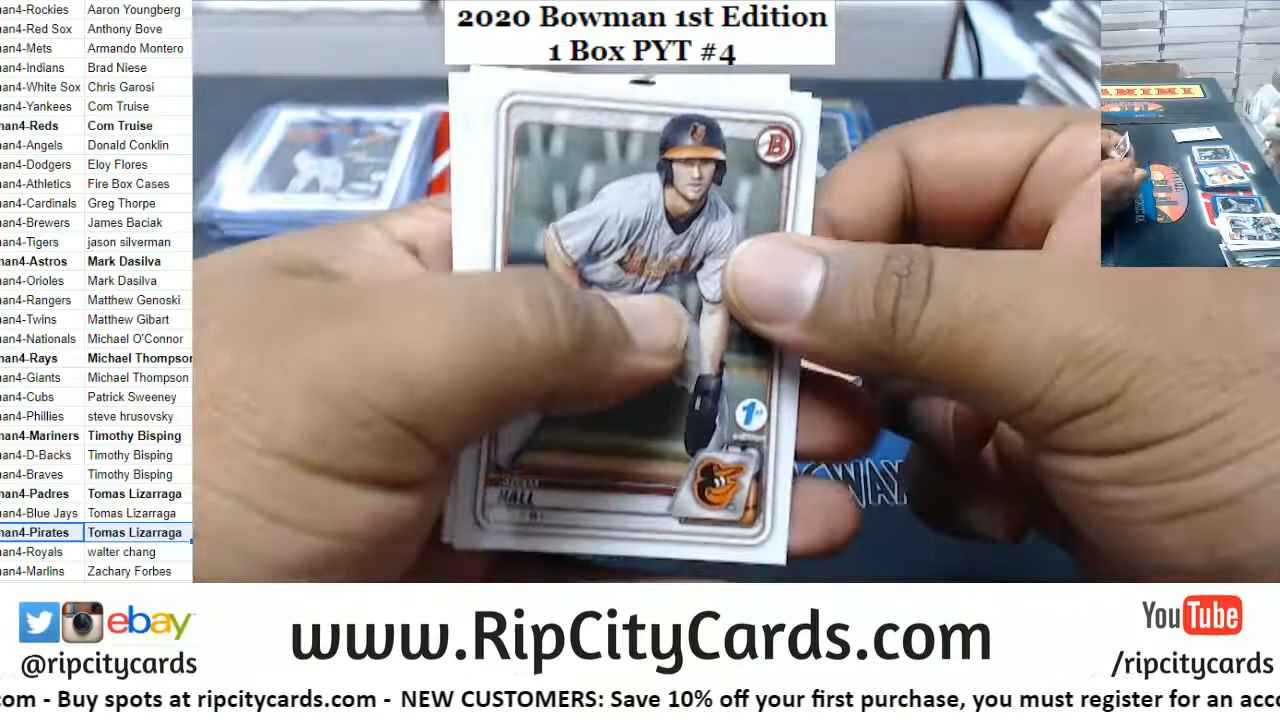 2020 Bowman 1st Edition
1 Box PYT #4
nan4-Rockies Aaron Youngberg
nan4-Red Sox Anthony Bove
nan4-Mets Armando Montero
nan4-Indians Brad Niese
nan4-White Sox Chris Garosi
nan4-Yankees Com Truise
nan4-Reds Com Truise
nan4-Angels Donald Conklin
nan4-Dodgers Eloy Flores
nan4-Athletics Fire Box Cases
nan4-Cardinals Greg Thorpe
nan4-Brewers James Baciak
nan4-Tigers jason silverman
nan4-Astros Mark Dasilva
nan4-Orioles Mark Dasilva
nan4-Rangers Matthew Genoski
nan4-Twins Matthew Gibart
nan4-Nationals Michael O'Connor
nan4-Rays Michael Thompson
nan4-Giants Michael Thompson
nan4-Cubs Patrick Sweeney
nan4-Phillies steve hrusovsky
nan4-Mariners Timothy Bisping
nan4-D-Backs Timothy Bisping
nan4-Braves Timothy Bisping
nan4-Padres Tomas Lizarraga
nan4-Blue Jays Tomas Lizarraga
nan4-Pirates Tomas Lizarraga
nan4-Royals walter chang
nan4-Marlins Zachary Forbes
B
1st
edition
HALL
WAY
ANINI
ebay
@ripcitycards
www.RipCityCards.com
YouTube
/ripcitycards
.com - Buy spots at ripcitycards.com - NEW CUSTOMERS: Save 10% off your first purchase, you must register for an acco